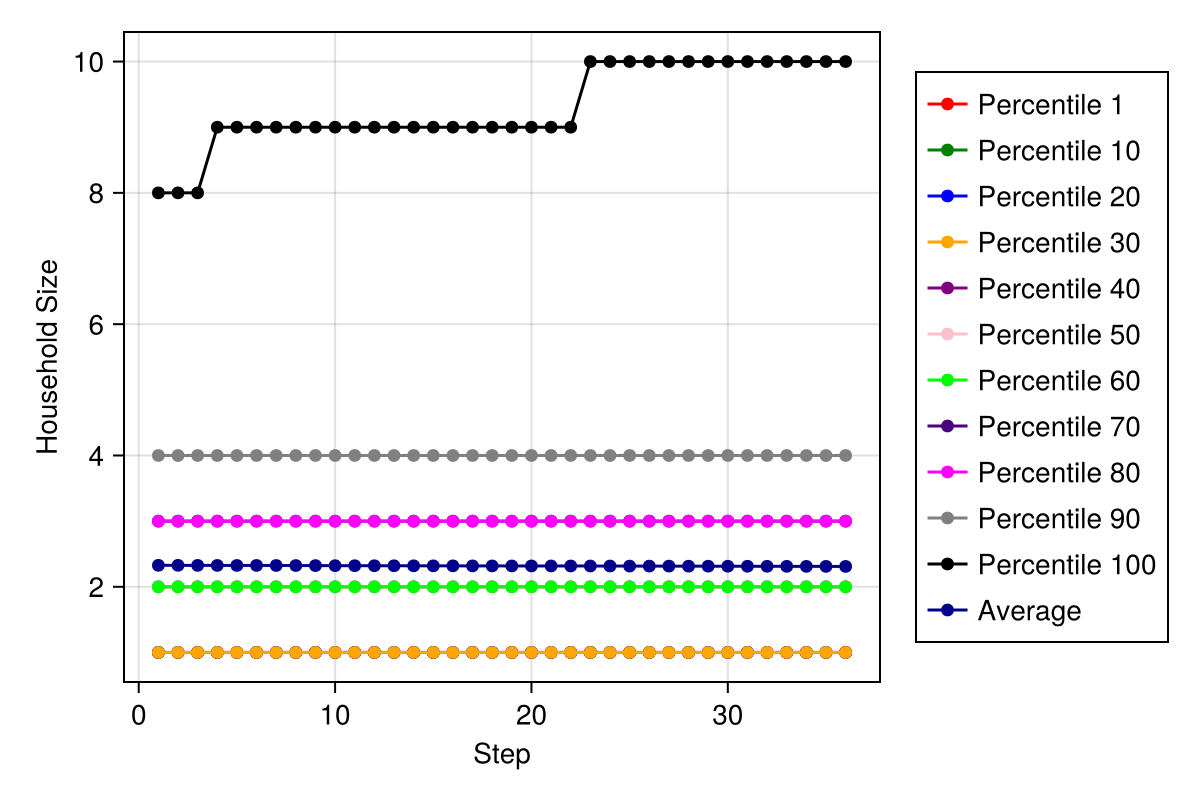 10
8
6
4
2
Household Size
0 10 20 30
Step
Percentile 1
Percentile 10
Percentile 20
Percentile 30
Percentile 40
Percentile 50
Percentile 60
Percentile 70
Percentile 80
Percentile 90
Percentile 100
Average